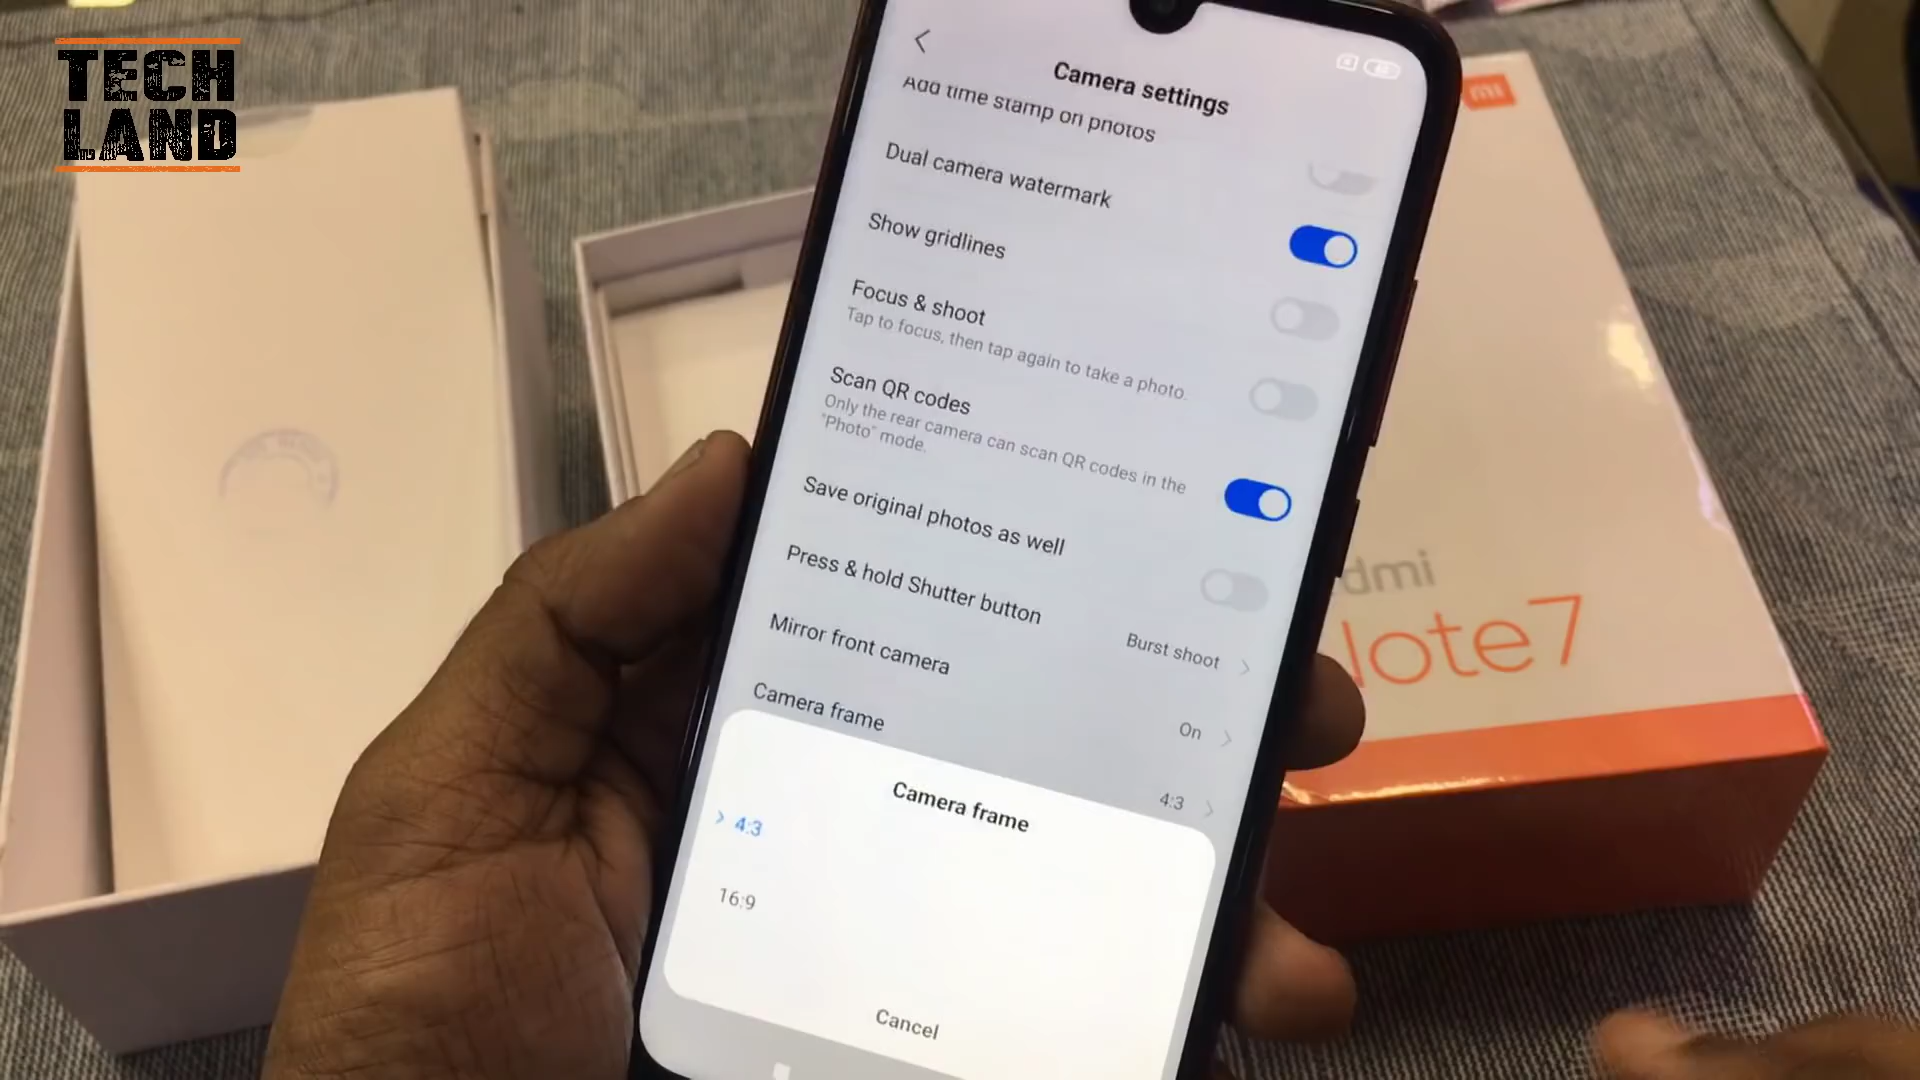 TECH
LAND
Camera settings
Add time stamp on photos
Dual camera watermark
Show gridlines
Focus & shoot
Tap to focus, then tap again to take a photo.
Scan QR codes
Only the rear camera can scan QR codes in the
"Photo" mode.
Save original photos as well
Press & hold Shutter button
Burst shoot
Mirror front camera
On
Camera frame
4:3
Camera frame
4:3
16:9
Cancel
mi
dmi
Note7